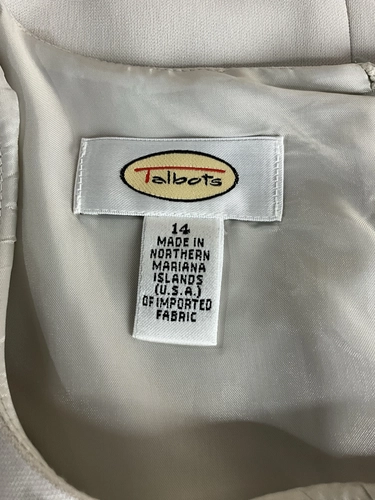 Talbots
14
MADE IN
NORTHERN
MARIANA
ISLANDS
(U.S.A.)
OF IMPORTED
FABRIC